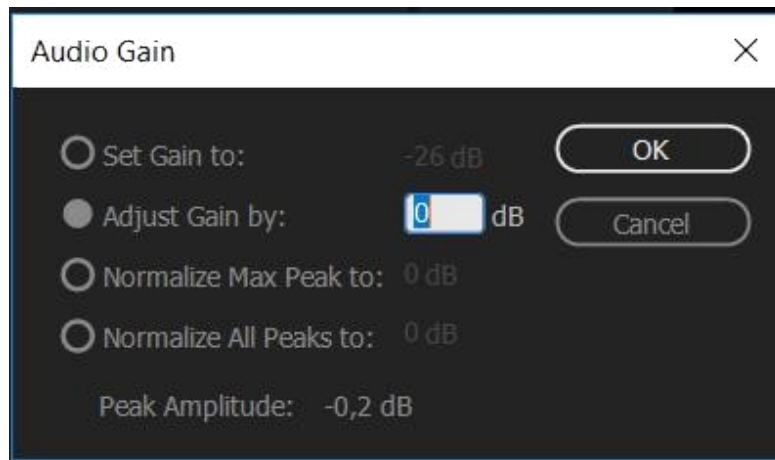 Audio Gain
Set Gain to: -26 dB OK
Adjust Gain by: 0 dB Cancel
Normalize Max Peak to: 0 dB
Normalize All Peaks to: 0 dB
Peak Amplitude: -0,2 dB